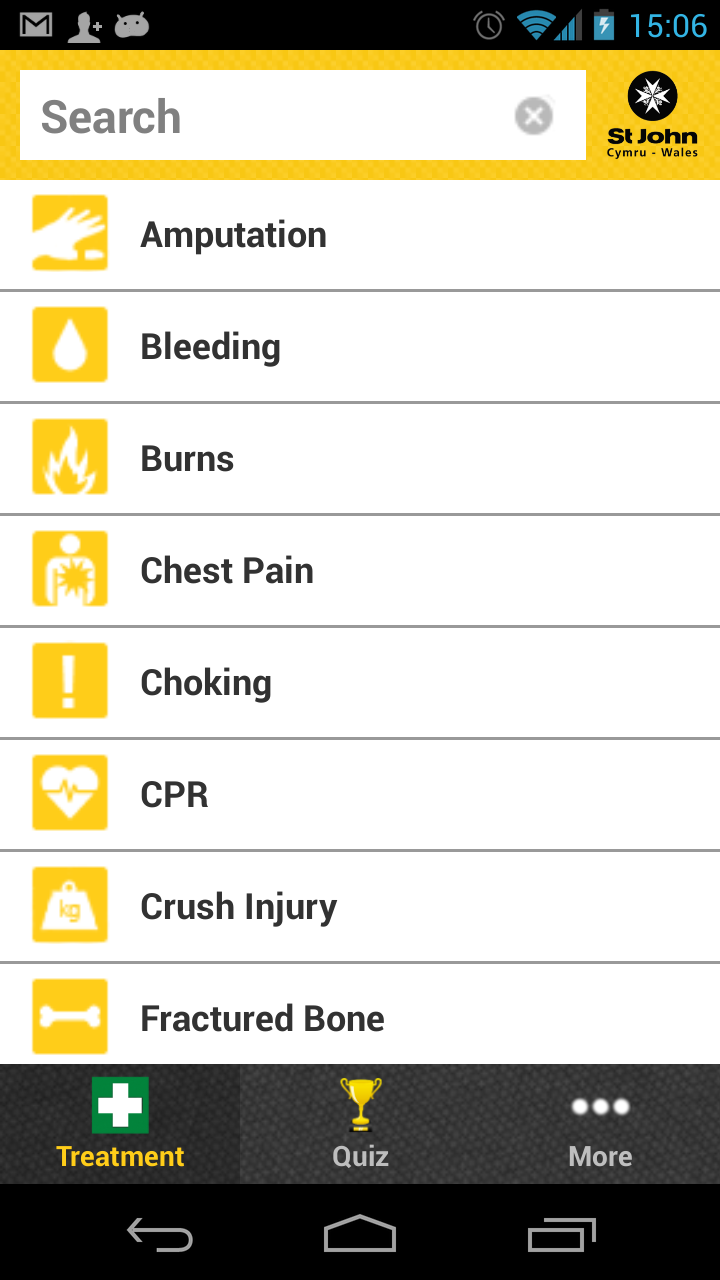 15:06
Search
St John
Cymru - Wales
Amputation
Bleeding
Burns
Chest Pain
Choking
CPR
kg
Crush Injury
Fractured Bone
Treatment
Quiz
More